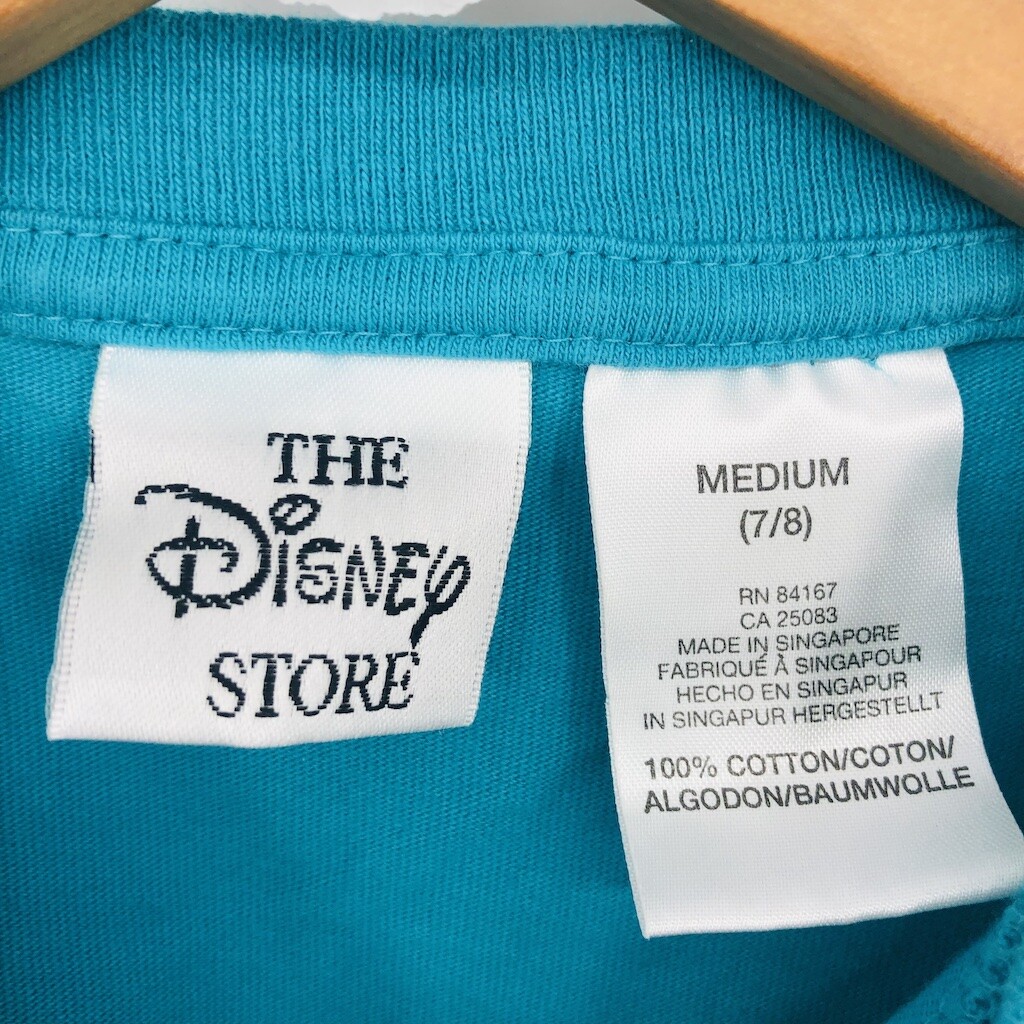 THE
Disney
STORE
MEDIUM
(7/8)
RN 84167
CA 25083
MADE IN SINGAPORE
FABRIQUÉ À SINGAPOUR
HECHO EN SINGAPUR
IN SINGAPUR HERGESTELLT
100% COTTON/COTON/
ALGODON/BAUMWOLLE